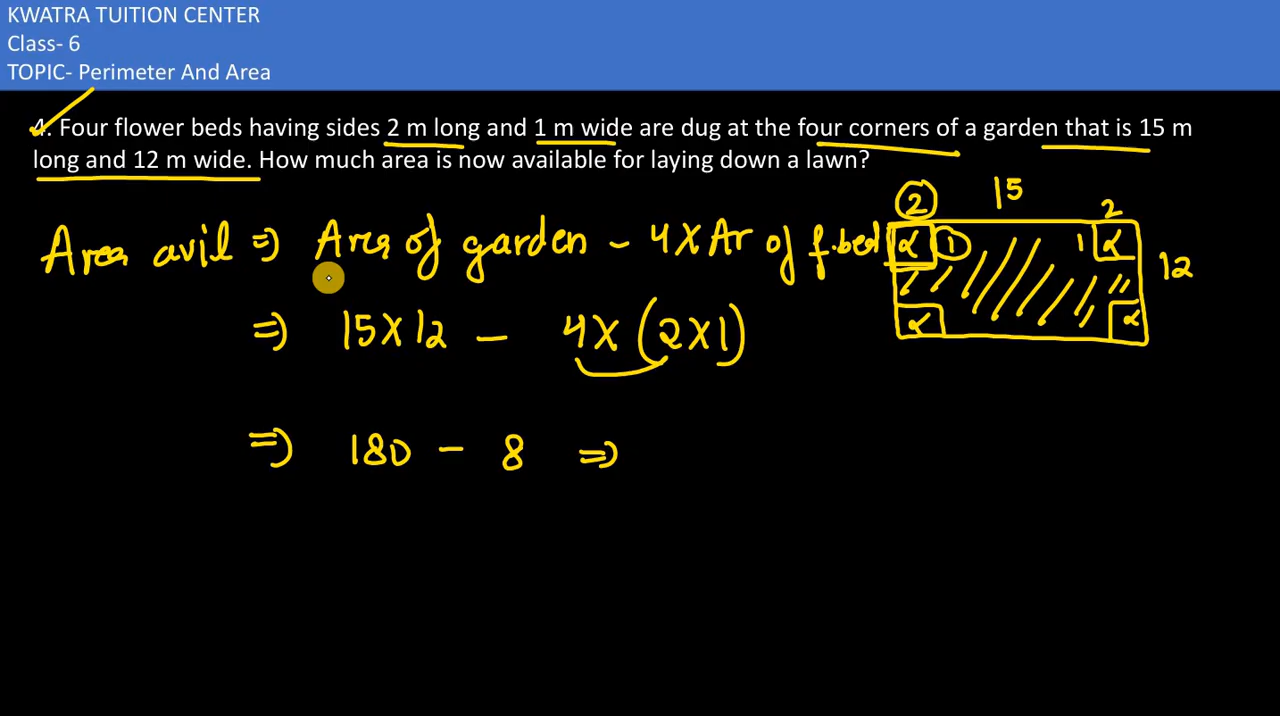 KWATRA TUITION CENTER
Class- 6
TOPIC- Perimeter And Area
4. Four flower beds having sides 2 m long and 1 m wide are dug at the four corners of a garden that is 15 m
long and 12 m wide. How much area is now available for laying down a lawn?
2 15 2
Area avil ⇒ Area of garden - 4 X Ar of f.bed
α 1 1 α
12
α α
⇒ 15 X 12 - 4 X (2 X 1)
⇒ 180 - 8 ⇒